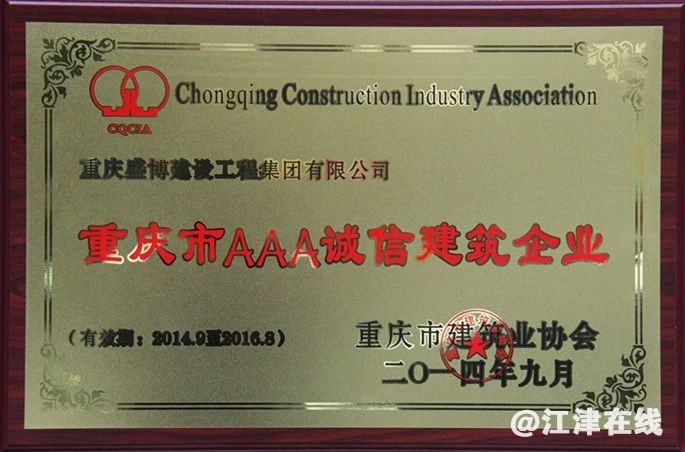 Chongqing Construction Industry Association
CQCIA
重庆盛博建设工程集团有限公司
重庆市AAA诚信建筑企业
(有效期：2014.9至2016.8)
重庆市建筑业协会
二〇一四年九月
@江津在线